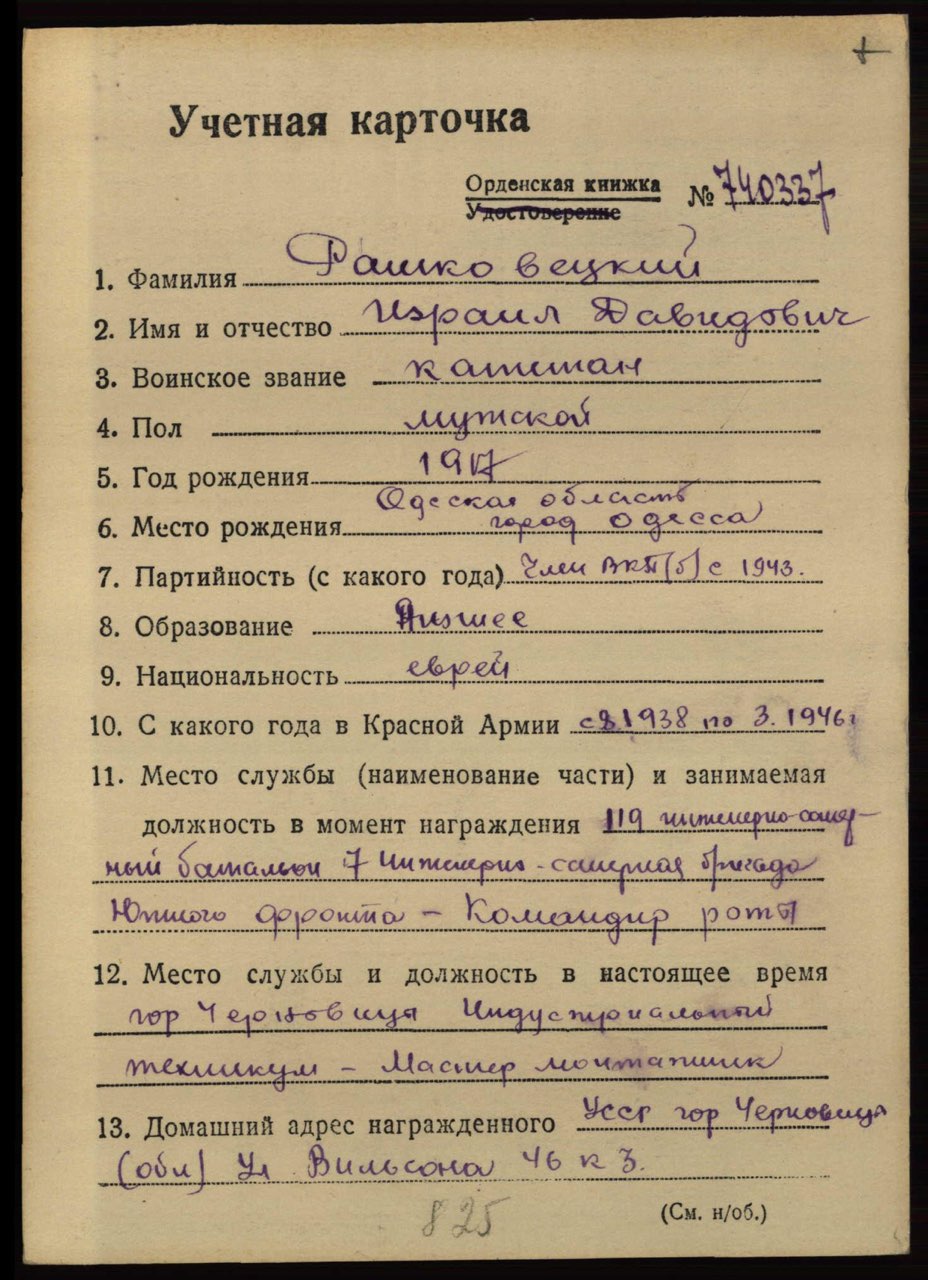 Учетная карточка
Орденская книжка № 740337
Удостоверение
1. Фамилия Рашковецкий
2. Имя и отчество Израил Давидович
3. Воинское звание капитан
4. Пол мужской
5. Год рождения 1917
Одесская область
6. Место рождения город Одесса
7. Партийность (с какого года) Член ВКП(б) с 1943.
8. Образование Низшее
9. Национальность еврей
10. С какого года в Красной Армии с 8.1938 по 3.1946 г
11. Место службы (наименование части) и занимаемая
должность в момент награждения 119 инженерно-сапер-
ный батальон 7 Инженерно-саперная бригада
Южного фронта – Командир роты
12. Место службы и должность в настоящее время
гор Черновицы Индустриальный
техникум – Мастер монтажник
13. Домашний адрес награжденного УССР гор Черновицы
(обл) Ул Вильсона 46 к 3.
825
(См. н/об.)